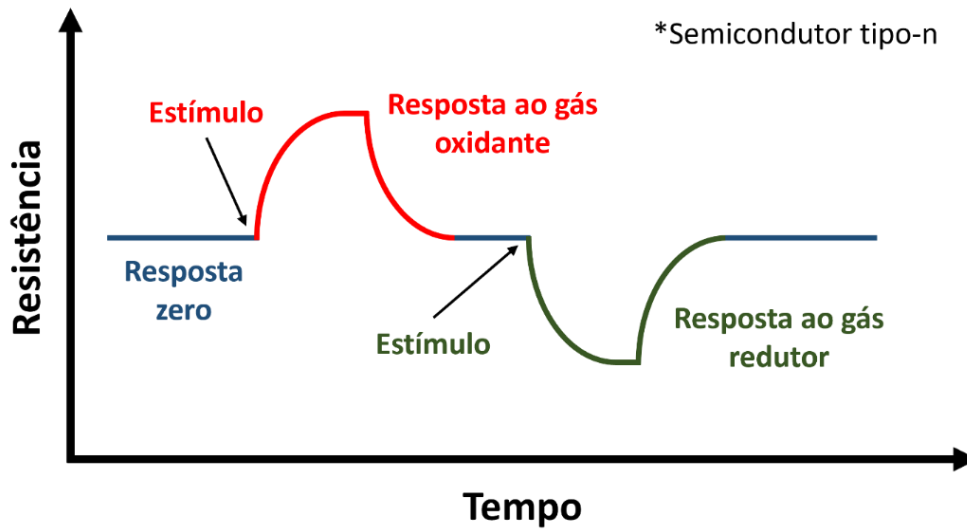 *Semicondutor tipo-n
Estímulo
Resposta ao gás
oxidante
Resistência
Resposta
zero
Estímulo
Resposta ao gás
redutor
Tempo